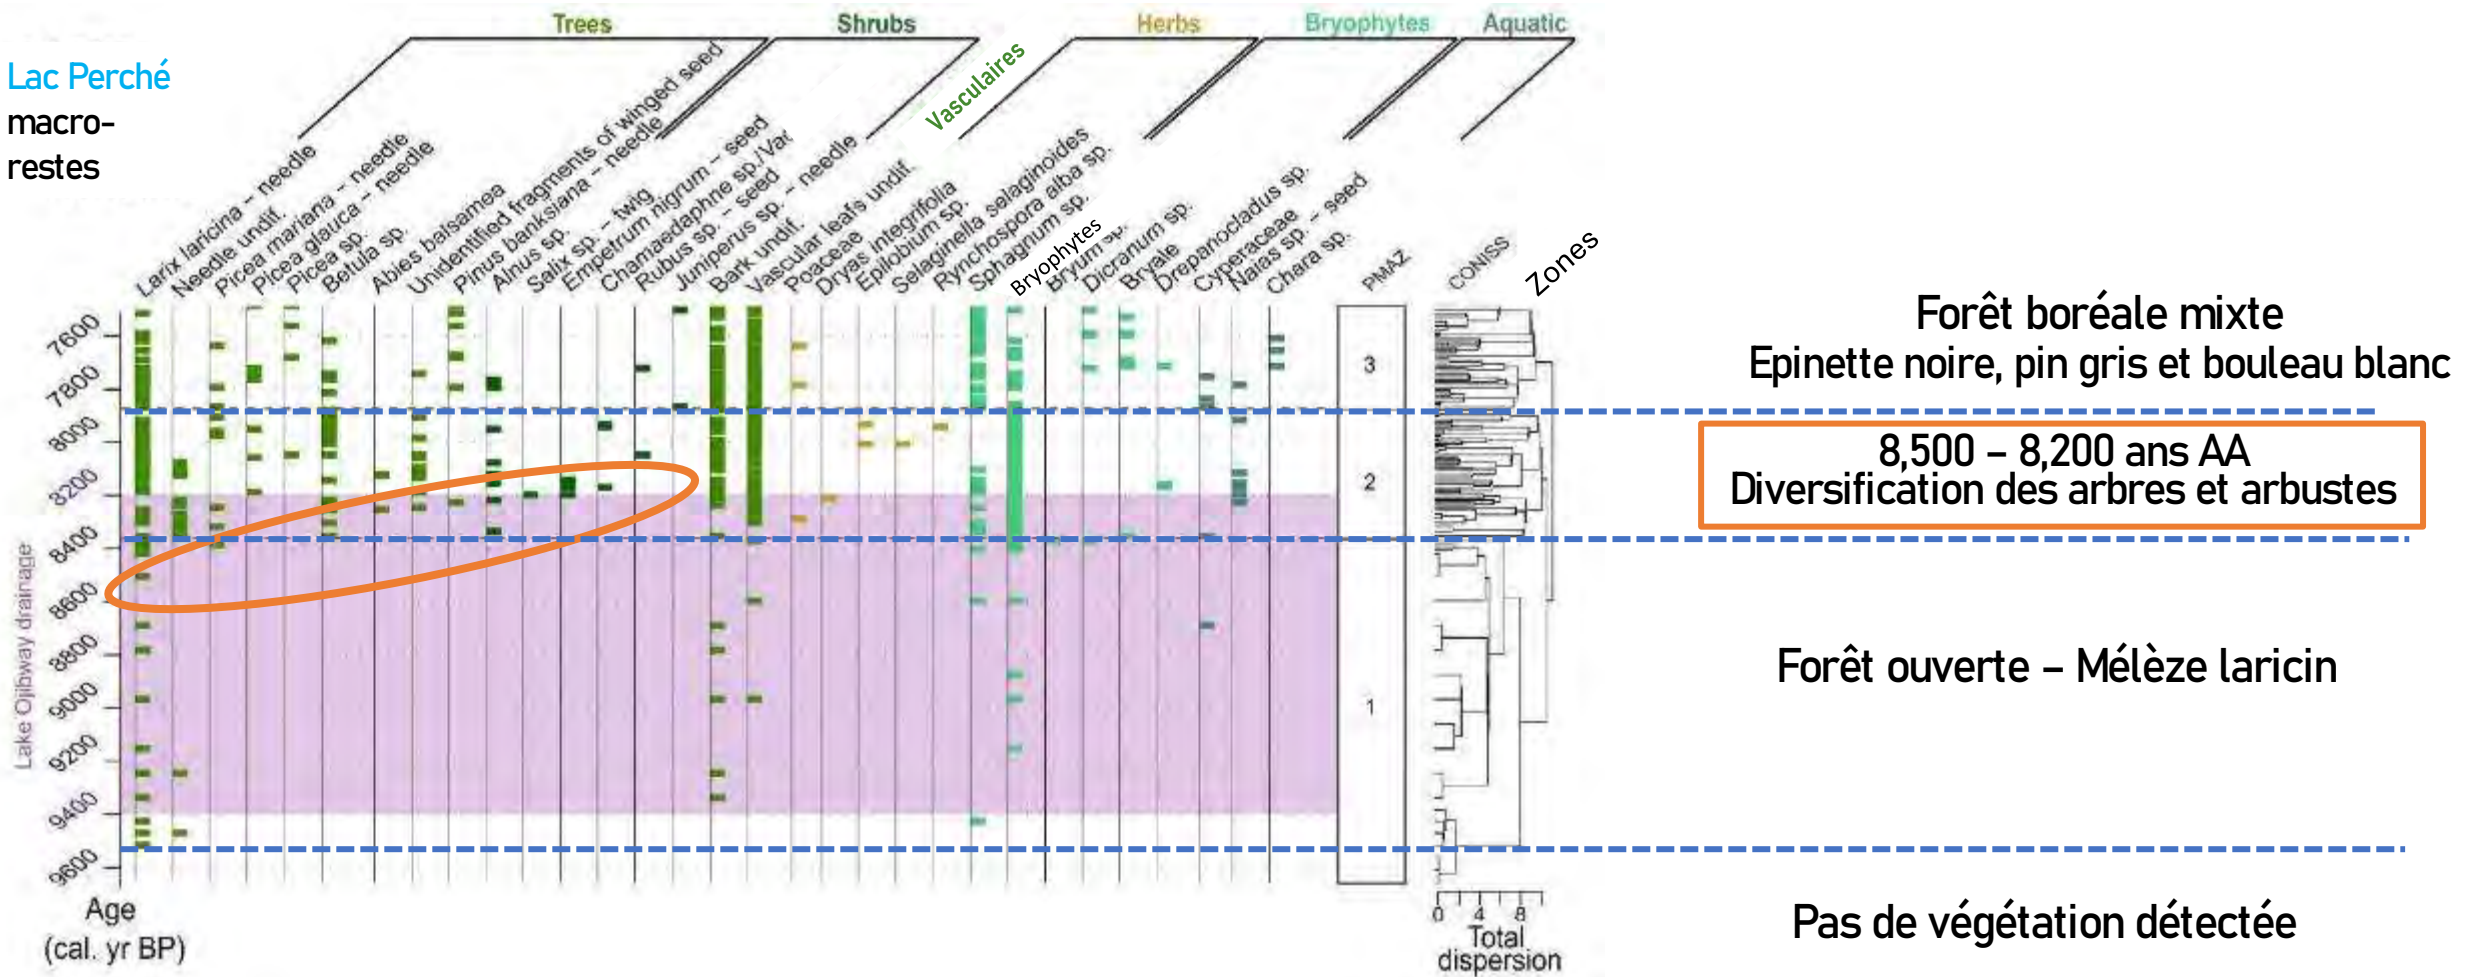 Trees
Shrubs
Herbs
Bryophytes
Aquatic
Vasculaires
Lac Perché
macro-
restes
Larix laricina – needle
Needle undif.
Picea mariana – needle
Picea glauca – needle
Picea sp.
Betula sp.
Abies balsamea
Unidentified fragments of winged seed
Pinus banksiana – needle
Alnus sp.
Salix sp. – twig
Empetrum nigrum – seed
Chamaedaphne sp./Vac
Rubus sp. – seed
Juniperus sp. – needle
Bark undif.
Vascular leafs undif.
Poaceae
Dryas integrifolia
Epilobium sp.
Selaginella selaginoides
Rynchospora alba sp.
Sphagnum sp.
Bryophytes
Bryum sp.
Dicranum sp.
Bryale
Drepanocladus sp.
Cyperaceae
Naias sp. – seed
Chara sp.
PMAZ
CONISS
Zones
7600
7800
8000
8200
8400
8600
8800
9000
9200
9400
9600
Lake Ojibway drainage
Age
(cal. yr BP)
3
2
1
0 4 8
Total
dispersion
Forêt boréale mixte
Epinette noire, pin gris et bouleau blanc
8,500 – 8,200 ans AA
Diversification des arbres et arbustes
Forêt ouverte – Mélèze laricin
Pas de végétation détectée